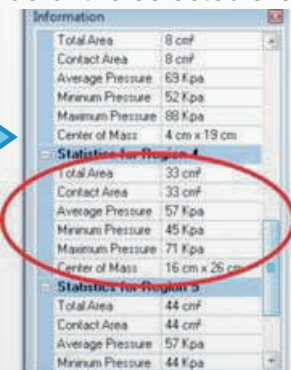 Information
Total Area 8 cm²
Contact Area 8 cm²
Average Pressure 69 Kpa
Minimum Pressure 52 Kpa
Maximum Pressure 88 Kpa
Center of Mass 4 cm x 19 cm
Statistics for Region 4
Total Area 33 cm²
Contact Area 33 cm²
Average Pressure 57 Kpa
Minimum Pressure 45 Kpa
Maximum Pressure 71 Kpa
Center of Mass 16 cm x 26 cm
Statistics for Region 5
Total Area 44 cm²
Contact Area 44 cm²
Average Pressure 57 Kpa
Minimum Pressure 44 Kpa